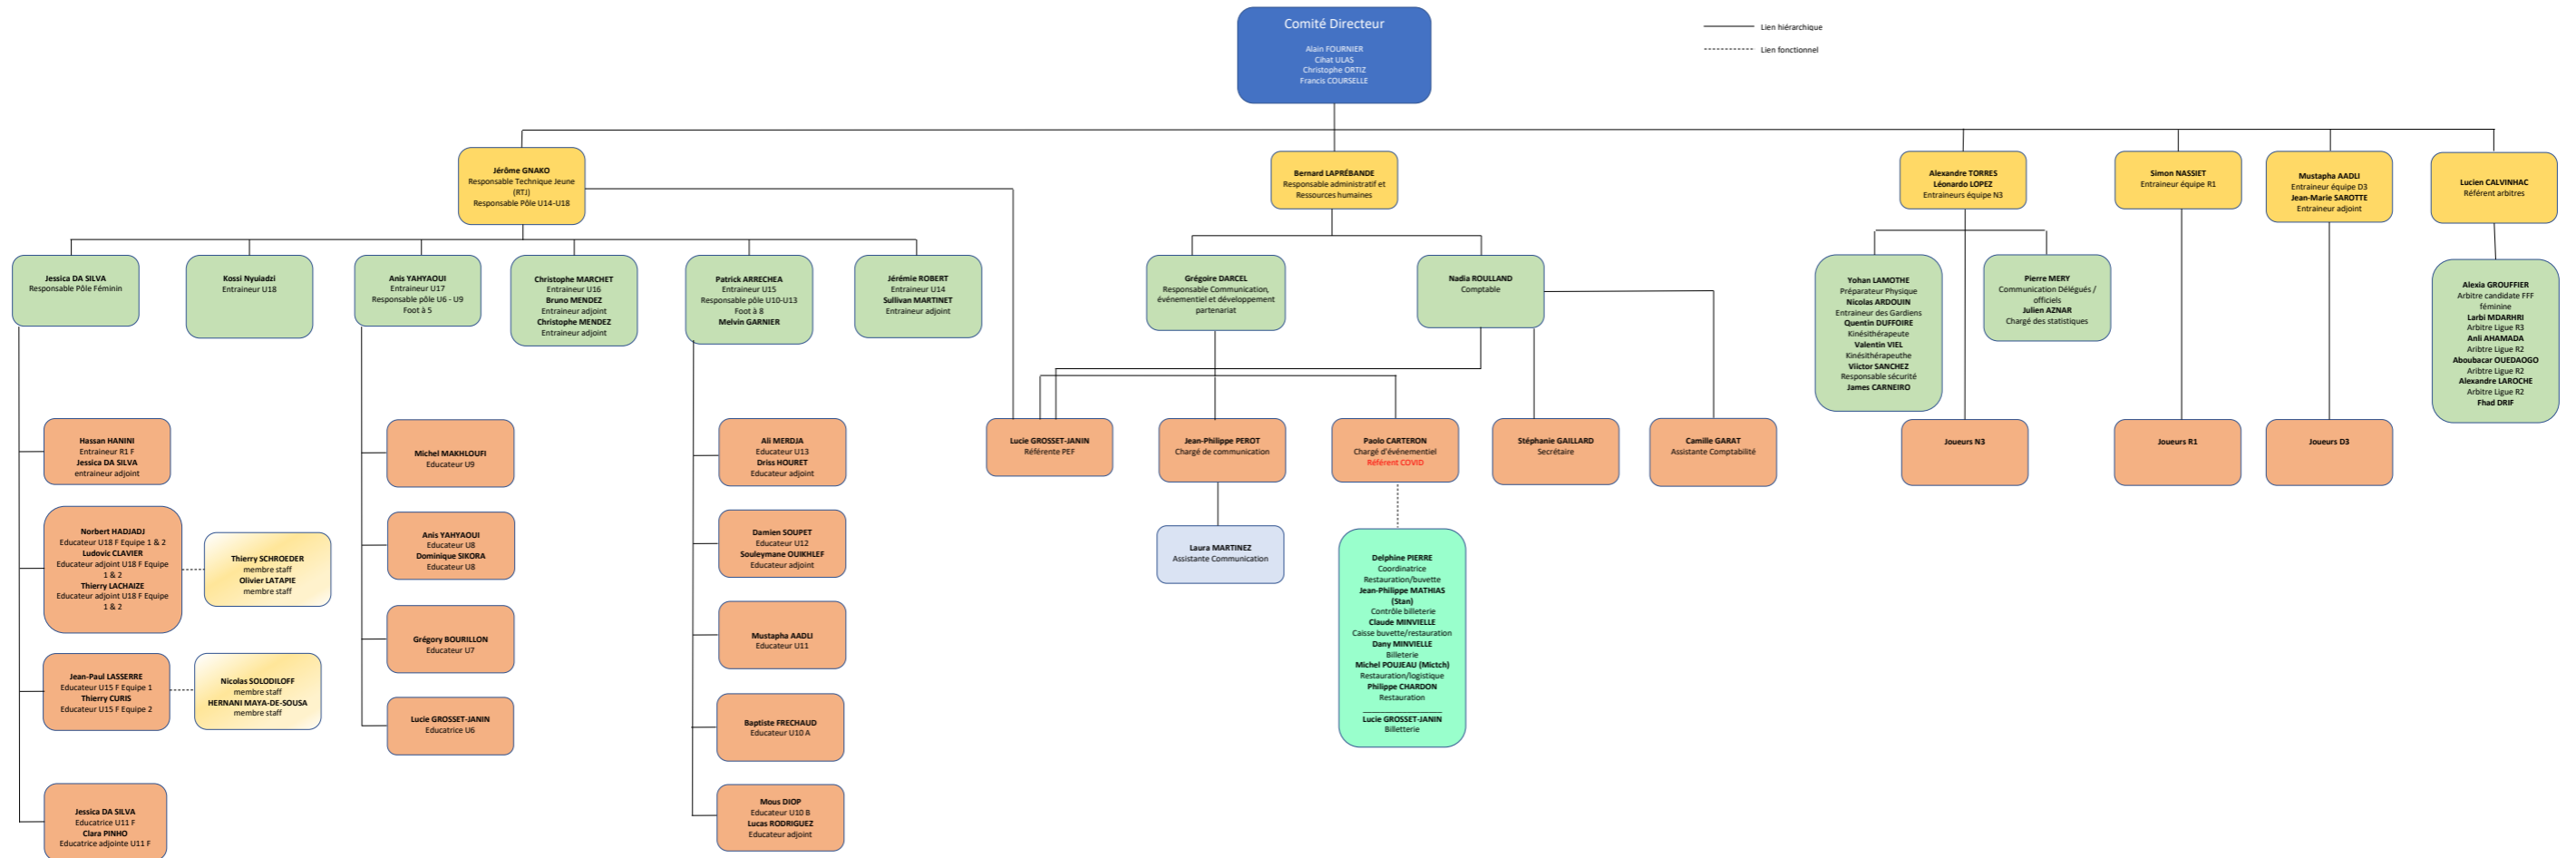 Comité Directeur
Alain FOURNIER
Cihat ULAS
Christophe ORTIZ
Francis COURSELLE
Lien hiérarchique
Lien fonctionnel
Jérôme GNAKO
Responsable Technique Jeune
(RTJ)
Responsable Pôle U14-U18
Bernard LAPRÉBANDE
Responsable administratif et
Ressources humaines
Alexandre TORRES
Léonardo LOPEZ
Entraineurs équipe N3
Simon NASSIET
Entraineur équipe R1
Mustapha AADLI
Entraineur équipe D3
Jean-Marie SAROTTE
Entraineur adjoint
Lucien CALVINHAC
Référent arbitres
Jessica DA SILVA
Responsable Pôle Féminin
Kossi Nyuiadzi
Entraineur U18
Anis YAHYAOUI
Entraineur U17
Responsable pôle U6 - U9
Foot à 5
Christophe MARCHET
Entraineur U16
Bruno MENDEZ
Entraineur adjoint
Christophe MENDEZ
Entraineur adjoint
Patrick ARRECHEA
Entraineur U15
Responsable pôle U10-U13
Foot à 8
Melvin GARNIER
Jérémie ROBERT
Entraineur U14
Sullivan MARTINET
Entraineur adjoint
Grégoire DARCEL
Responsable Communication,
événementiel et développement
partenariat
Nadia ROULLAND
Comptable
Yohan LAMOTHE
Préparateur Physique
Nicolas ARDOUIN
Entraineur des Gardiens
Quentin DUFFOIRE
Kinésithérapeute
Valentin VIEL
Kinésithérapeuthe
Viictor SANCHEZ
Responsable sécurité
James CARNEIRO
Pierre MERY
Communication Délégués /
officiels
Julien AZNAR
Chargé des statistiques
Alexia GROUFFIER
Arbitre candidate FFF
féminine
Larbi MDARHRI
Arbitre Ligue R3
Anli AHAMADA
Aribtre Ligue R2
Aboubacar OUEDAOGO
Aribtre Ligue R2
Alexandre LAROCHE
Arbitre Ligue R2
Fhad DRIF
Hassan HANINI
Entraineur R1 F
Jessica DA SILVA
entraineur adjoint
Michel MAKHLOUFI
Educateur U9
Ali MERDJA
Educateur U13
Driss HOURET
Educateur adjoint
Lucie GROSSET-JANIN
Référente PEF
Jean-Philippe PEROT
Chargé de communication
Paolo CARTERON
Chargé d'événementiel
Référent COVID
Stéphanie GAILLARD
Secrétaire
Camille GARAT
Assistante Comptabilité
Joueurs N3
Joueurs R1
Joueurs D3
Norbert HADJADJ
Educateur U18 F Equipe 1 & 2
Ludovic CLAVIER
Educateur adjoint U18 F Equipe
1 & 2
Thierry LACHAIZE
Educateur adjoint U18 F Equipe
1 & 2
Thierry SCHROEDER
membre staff
Olivier LATAPIE
membre staff
Anis YAHYAOUI
Educateur U8
Dominique SIKORA
Educateur U8
Damien SOUPET
Educateur U12
Souleymane OUIKHLEF
Educateur adjoint
Laura MARTINEZ
Assistante Communication
Delphine PIERRE
Coordinatrice
Restauration/buvette
Jean-Philippe MATHIAS
(Stan)
Contrôle billeterie
Claude MINVIELLE
Caisse buvette/restauration
Dany MINVIELLE
Billeterie
Michel POUJEAU (Mictch)
Restauration/logistique
Philippe CHARDON
Restauration
Lucie GROSSET-JANIN
Billetterie
Grégory BOURILLON
Educateur U7
Mustapha AADLI
Educateur U11
Jean-Paul LASSERRE
Educateur U15 F Equipe 1
Thierry CURIS
Educateur U15 F Equipe 2
Nicolas SOLODILOFF
membre staff
HERNANI MAYA-DE-SOUSA
membre staff
Lucie GROSSET-JANIN
Educatrice U6
Baptiste FRECHAUD
Educateur U10 A
Jessica DA SILVA
Educatrice U11 F
Clara PINHO
Educatrice adjointe U11 F
Mous DIOP
Educateur U10 B
Lucas RODRIGUEZ
Educateur adjoint